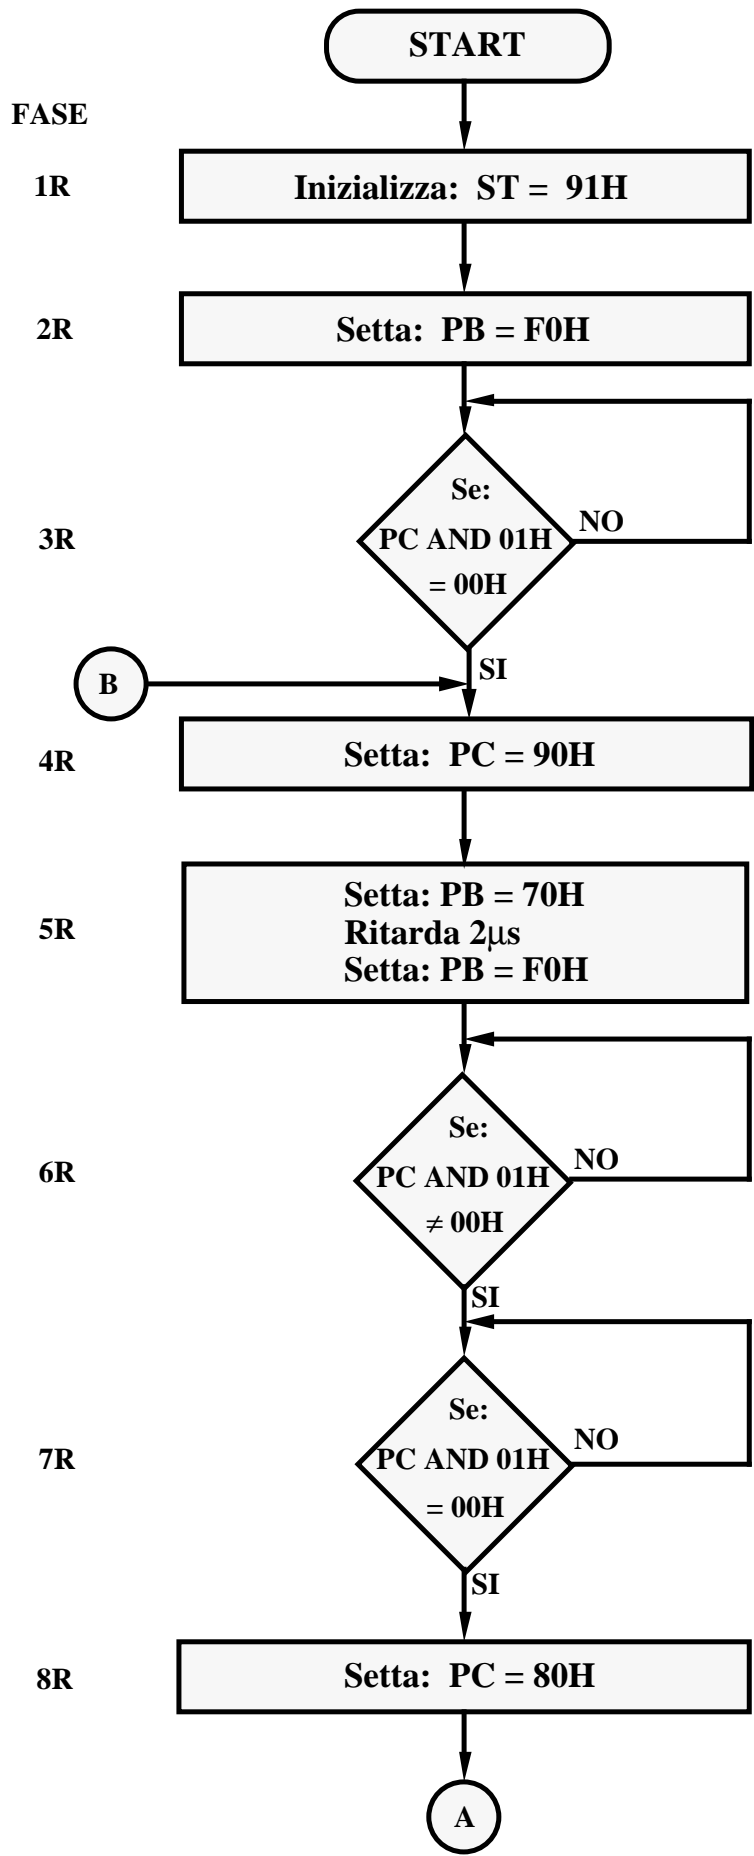 START
FASE
1R
Inizializza: ST = 91H
2R
Setta: PB = F0H
3R
Se:
PC AND 01H
= 00H
NO
SI
B
4R
Setta: PC = 90H
5R
Setta: PB = 70H
Ritarda 2μs
Setta: PB = F0H
6R
Se:
PC AND 01H
≠ 00H
NO
SI
7R
Se:
PC AND 01H
= 00H
NO
SI
8R
Setta: PC = 80H
A